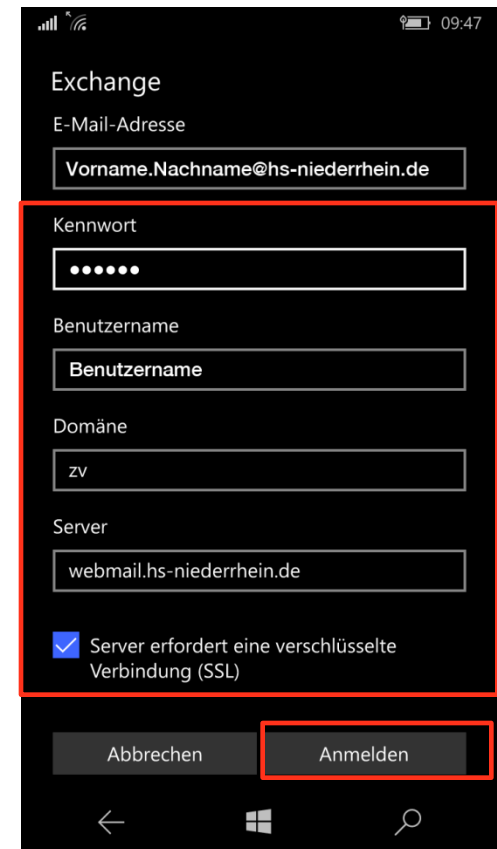 09:47
Exchange
E-Mail-Adresse
Vorname.Nachname@hs-niederrhein.de
Kennwort
••••••
Benutzername
Benutzername
Domäne
zv
Server
webmail.hs-niederrhein.de
Server erfordert eine verschlüsselte
Verbindung (SSL)
Abbrechen Anmelden